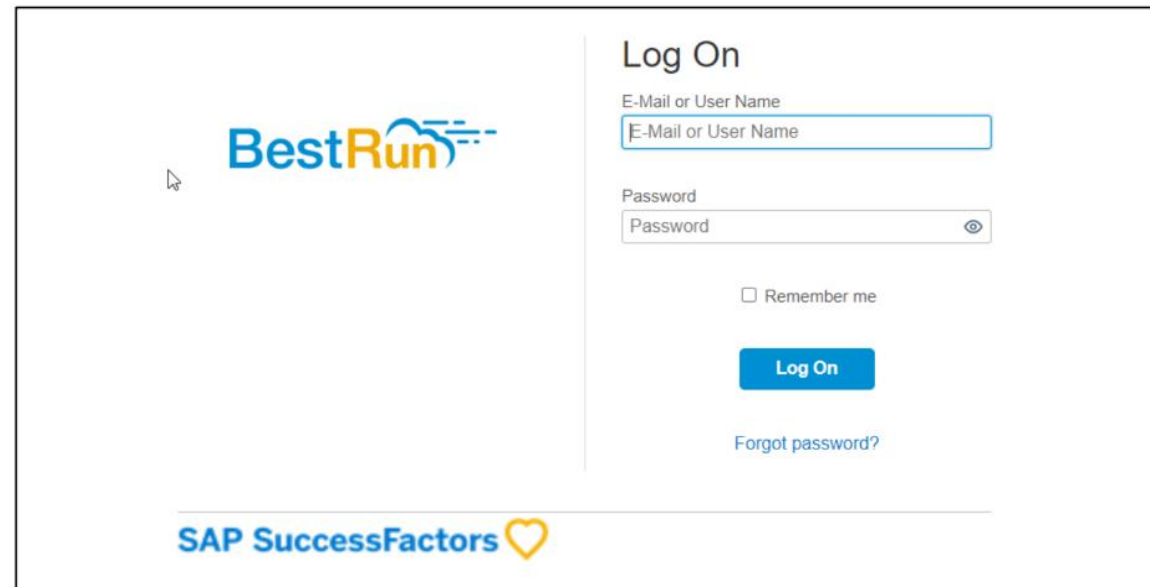 BestRun
Log On
E-Mail or User Name
E-Mail or User Name
Password
Password
Remember me
Log On
Forgot password?
SAP SuccessFactors